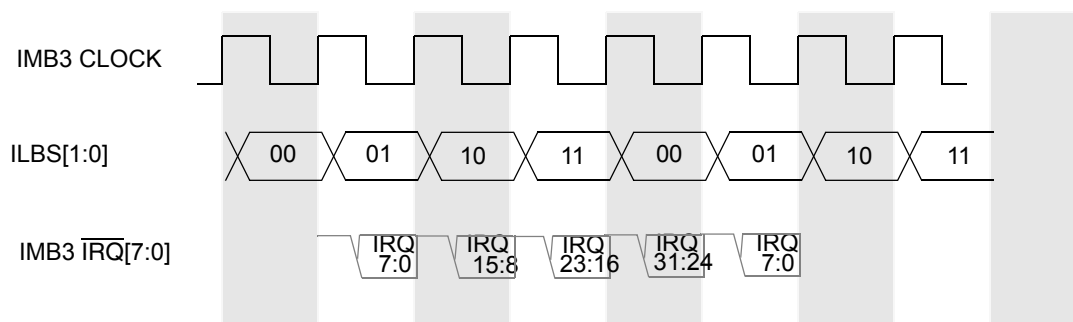 IMB3 CLOCK
ILBS[1:0] 00 01 10 11 00 01 10 11
IMB3 IRQ[7:0] IRQ IRQ IRQ IRQ IRQ
7:0 15:8 23:16 31:24 7:0